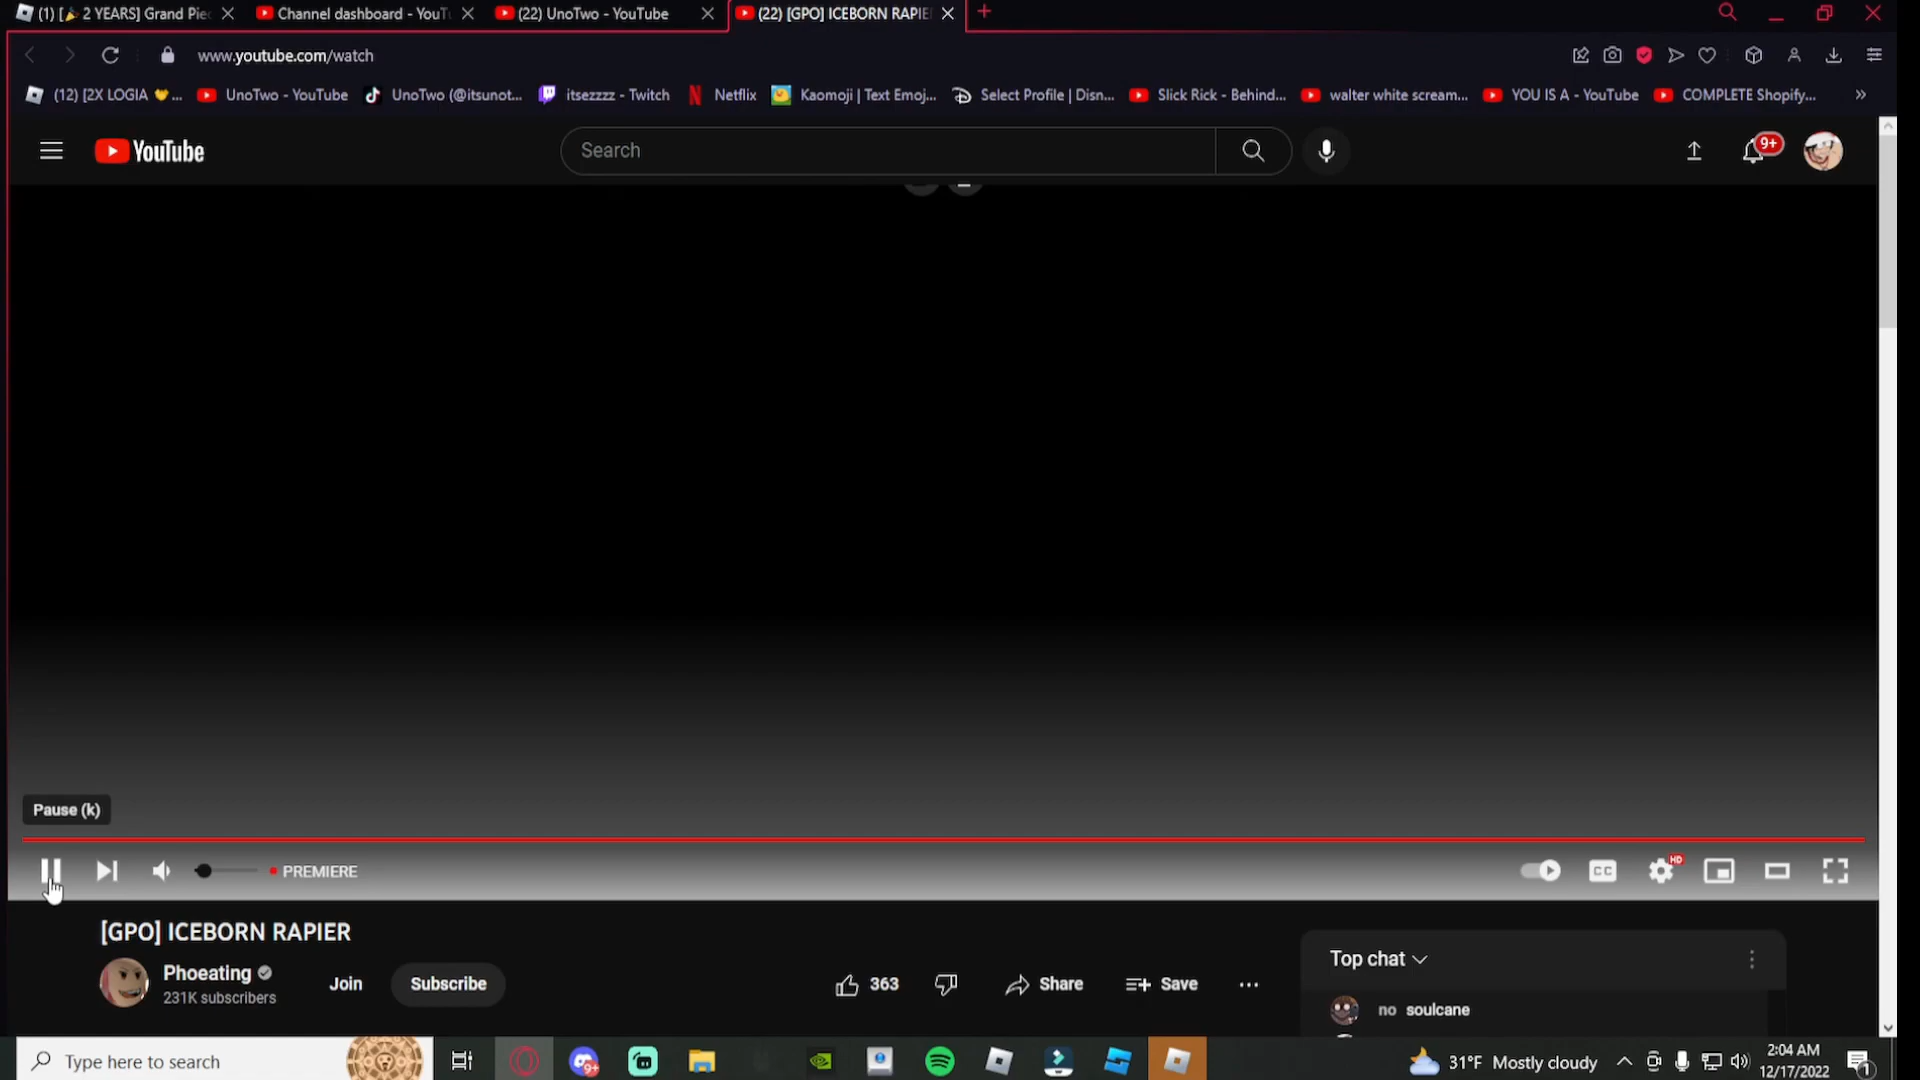 (1) [🎉 2 YEARS] Grand Piec
Channel dashboard - YouTu
(22) UnoTwo - YouTube
(22) [GPO] ICEBORN RAPIE
www.youtube.com/watch
(12) [2X LOGIA 🤝...
UnoTwo - YouTube
UnoTwo (@itsunot...
itsezzzz - Twitch
Netflix
Kaomoji | Text Emoj...
Select Profile | Disn...
Slick Rick - Behind...
walter white scream...
YOU IS A - YouTube
COMPLETE Shopify...
YouTube
Search
9+
Pause (k)
PREMIERE
CC
HD
[GPO] ICEBORN RAPIER
Phoeating
231K subscribers
Join
Subscribe
363
Share
Save
Top chat
no soulcane
Type here to search
31°F Mostly cloudy
2:04 AM
12/17/2022
1